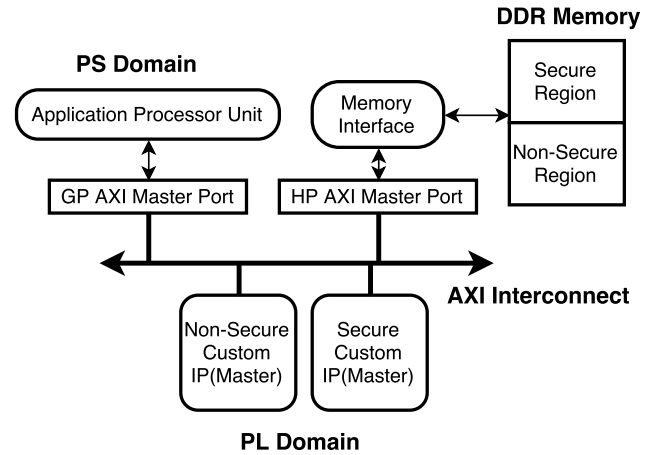 DDR Memory
PS Domain
Application Processor Unit
Memory
Interface
Secure
Region
Non-Secure
Region
GP AXI Master Port
HP AXI Master Port
AXI Interconnect
Non-Secure
Custom
IP(Master)
Secure
Custom
IP(Master)
PL Domain